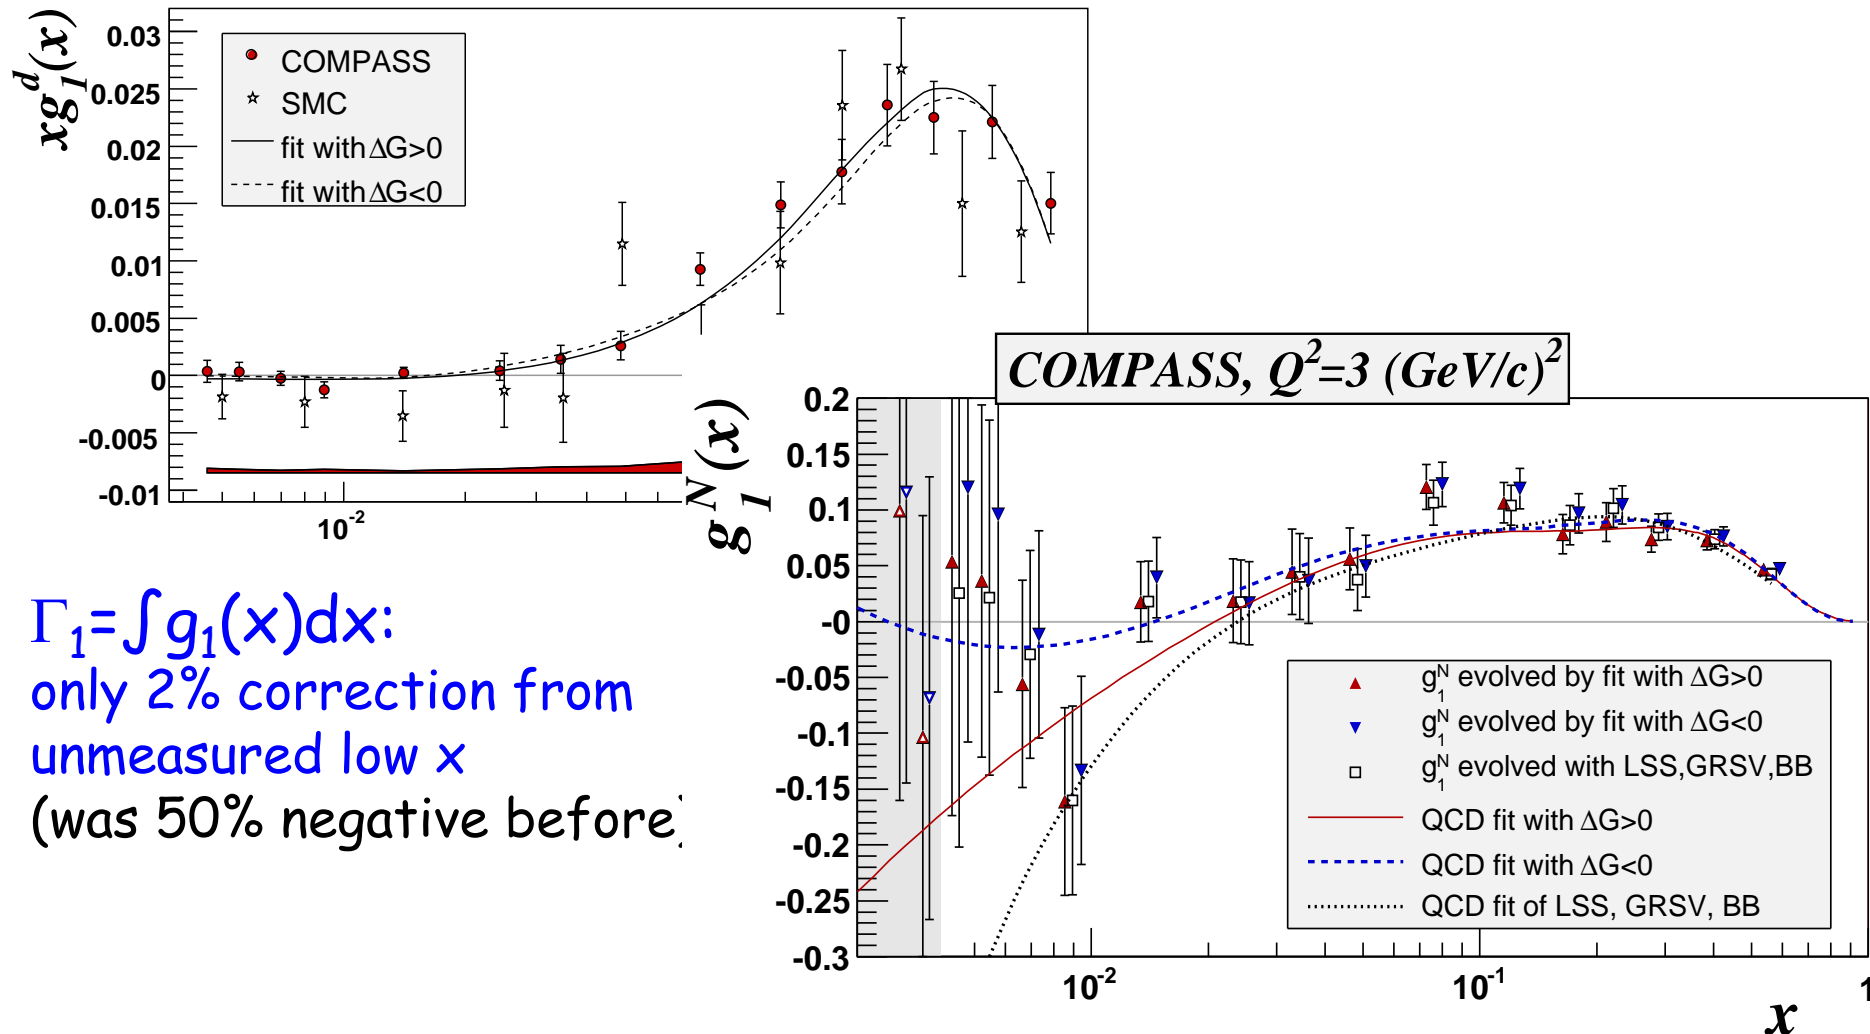 xg₁ᵈ(x)
0.03
0.025
0.02
0.015
0.01
0.005
0
-0.005
-0.01
10⁻²
COMPASS
SMC
fit with ΔG>0
fit with ΔG<0
COMPASS, Q²=3 (GeV/c)²
g₁ᴺ(x)
0.2
0.15
0.1
0.05
-0
-0.05
-0.1
-0.15
-0.2
-0.25
-0.3
10⁻²
10⁻¹
1
x
g₁ᴺ evolved by fit with ΔG>0
g₁ᴺ evolved by fit with ΔG<0
g₁ᴺ evolved with LSS,GRSV,BB
QCD fit with ΔG>0
QCD fit with ΔG<0
QCD fit of LSS, GRSV, BB
Γ₁=∫g₁(x)dx:
only 2% correction from
unmeasured low x
(was 50% negative before)